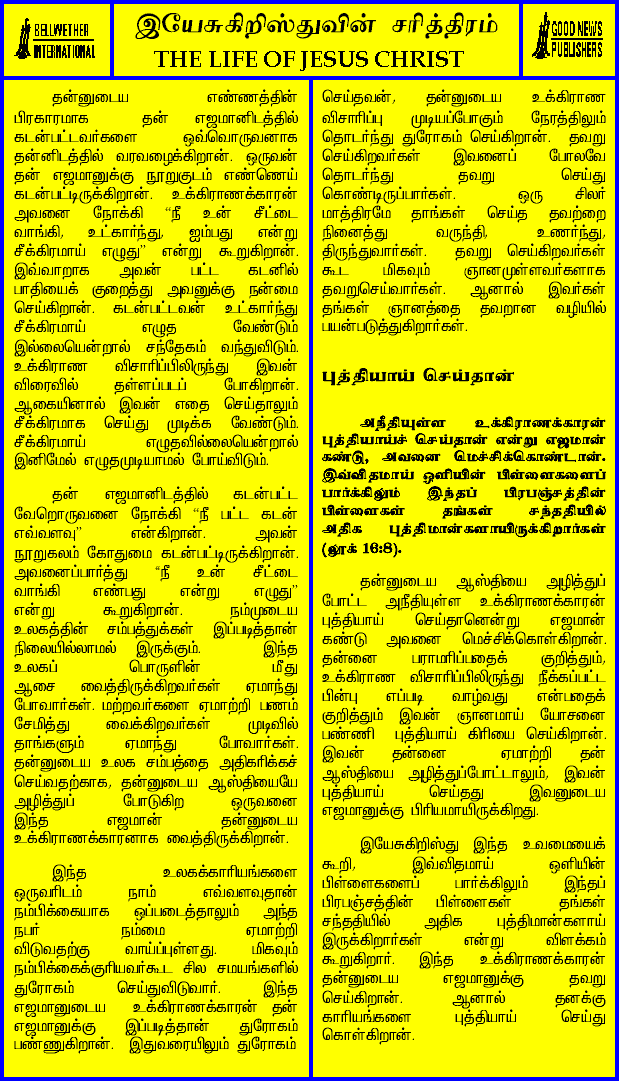 BELLWETHER
INTERNATIONAL
இயேசுகிறிஸ்துவின் சரித்திரம்
THE LIFE OF JESUS CHRIST
GOOD NEWS
PUBLISHERS
தன்னுடைய எண்ணத்தின்
பிரகாரமாக தன் எஜமானிடத்தில்
கடன்பட்டவர்களை ஒவ்வொருவனாக
தன்னிடத்தில் வரவழைக்கிறான். ஒருவன்
தன் எஜமானுக்கு நூறுகுடம் எண்ணெய்
கடன்பட்டிருக்கிறான். உக்கிராணக்காரன்
அவனை நோக்கி “நீ உன் சீட்டை
வாங்கி, உட்கார்ந்து, ஐம்பது என்று
சீக்கிரமாய் எழுது” என்று கூறுகிறான்.
இவ்வாறாக அவன் பட்ட கடனில்
பாதியைக் குறைத்து அவனுக்கு நன்மை
செய்கிறான். கடன்பட்டவன் உட்கார்ந்து
சீக்கிரமாய் எழுத வேண்டும்
இல்லையென்றால் சந்தேகம் வந்துவிடும்.
உக்கிராண விசாரிப்பிலிருந்து இவன்
விரைவில் தள்ளப்படப் போகிறான்.
ஆகையினால் இவன் எதை செய்தாலும்
சீக்கிரமாக செய்து முடிக்க வேண்டும்.
சீக்கிரமாய் எழுதவில்லையென்றால்
இனிமேல் எழுதமுடியாமல் போய்விடும்.
தன் எஜமானிடத்தில் கடன்பட்ட
வேறொருவனை நோக்கி “நீ பட்ட கடன்
எவ்வளவு” என்கிறான். அவன்
நூறுகலம் கோதுமை கடன்பட்டிருக்கிறான்.
அவனைப்பார்த்து “நீ உன் சீட்டை
வாங்கி எண்பது என்று எழுது”
என்று கூறுகிறான். நம்முடைய
உலகத்தின் சம்பத்துக்கள் இப்படித்தான்
நிலையில்லாமல் இருக்கும். இந்த
உலகப் பொருளின் மீது
ஆசை வைத்திருக்கிறவர்கள் ஏமாந்து
போவார்கள். மற்றவர்களை ஏமாற்றி பணம்
சேமித்து வைக்கிறவர்கள் முடிவில்
தாங்களும் ஏமாந்து போவார்கள்.
தன்னுடைய உலக சம்பத்தை அதிகரிக்கச்
செய்வதற்காக, தன்னுடைய ஆஸ்தியையே
அழித்துப் போடுகிற ஒருவனை
இந்த எஜமான் தன்னுடைய
உக்கிராணக்காரனாக வைத்திருக்கிறான்.
இந்த உலகக்காரியங்களை
ஒருவரிடம் நாம் எவ்வளவுதான்
நம்பிக்கையாக ஒப்படைத்தாலும் அந்த
நபர் நம்மை ஏமாற்றி
விடுவதற்கு வாய்ப்புள்ளது. மிகவும்
நம்பிக்கைக்குரியவர்கூட சில சமயங்களில்
துரோகம் செய்துவிடுவார். இந்த
எஜமானுடைய உக்கிராணக்காரன் தன்
எஜமானுக்கு இப்படித்தான் துரோகம்
பண்ணுகிறான். இதுவரையிலும் துரோகம்
செய்தவன், தன்னுடைய உக்கிராண
விசாரிப்பு முடியப்போகும் நேரத்திலும்
தொடர்ந்து துரோகம் செய்கிறான். தவறு
செய்கிறவர்கள் இவனைப் போலவே
தொடர்ந்து தவறு செய்து
கொண்டிருப்பார்கள். ஒரு சிலர்
மாத்திரமே தாங்கள் செய்த தவற்றை
நினைத்து வருந்தி, உணர்ந்து,
திருந்துவார்கள். தவறு செய்கிறவர்கள்
கூட மிகவும் ஞானமுள்ளவர்களாக
தவறுசெய்வார்கள். ஆனால் இவர்கள்
தங்கள் ஞானத்தை தவறான வழியில்
பயன்படுத்துகிறார்கள்.
புத்தியாய் செய்தான்
அநீதியுள்ள உக்கிராணக்காரன்
புத்தியாய்ச் செய்தான் என்று எஜமான்
கண்டு, அவனை மெச்சிக்கொண்டான்.
இவ்விதமாய் ஒளியின் பிள்ளைகளைப்
பார்க்கிலும் இந்தப் பிரபஞ்சத்தின்
பிள்ளைகள் தங்கள் சந்ததியில்
அதிக புத்திமான்களாயிருக்கிறார்கள்
(லூக் 16:8).
தன்னுடைய ஆஸ்தியை அழித்துப்
போட்ட அநீதியுள்ள உக்கிராணக்காரன்
புத்தியாய் செய்தானென்று எஜமான்
கண்டு அவனை மெச்சிக்கொள்கிறான்.
தன்னை பராமரிப்பதைக் குறித்தும்,
உக்கிராண விசாரிப்பிலிருந்து நீக்கப்பட்ட
பின்பு எப்படி வாழ்வது என்பதைக்
குறித்தும் இவன் ஞானமாய் யோசனை
பண்ணி புத்தியாய் கிரியை செய்கிறான்.
இவன் தன்னை ஏமாற்றி தன்
ஆஸ்தியை அழித்துப்போட்டாலும், இவன்
புத்தியாய் செய்தது இவனுடைய
எஜமானுக்கு பிரியமாயிருக்கிறது.
இயேசுகிறிஸ்து இந்த உவமையைக்
கூறி, இவ்விதமாய் ஒளியின்
பிள்ளைகளைப் பார்க்கிலும் இந்தப்
பிரபஞ்சத்தின் பிள்ளைகள் தங்கள்
சந்ததியில் அதிக புத்திமான்களாய்
இருக்கிறார்கள் என்று விளக்கம்
கூறுகிறார். இந்த உக்கிராணக்காரன்
தன்னுடைய எஜமானுக்கு தவறு
செய்கிறான். ஆனால் தனக்கு
காரியங்களை புத்தியாய் செய்து
கொள்கிறான்.